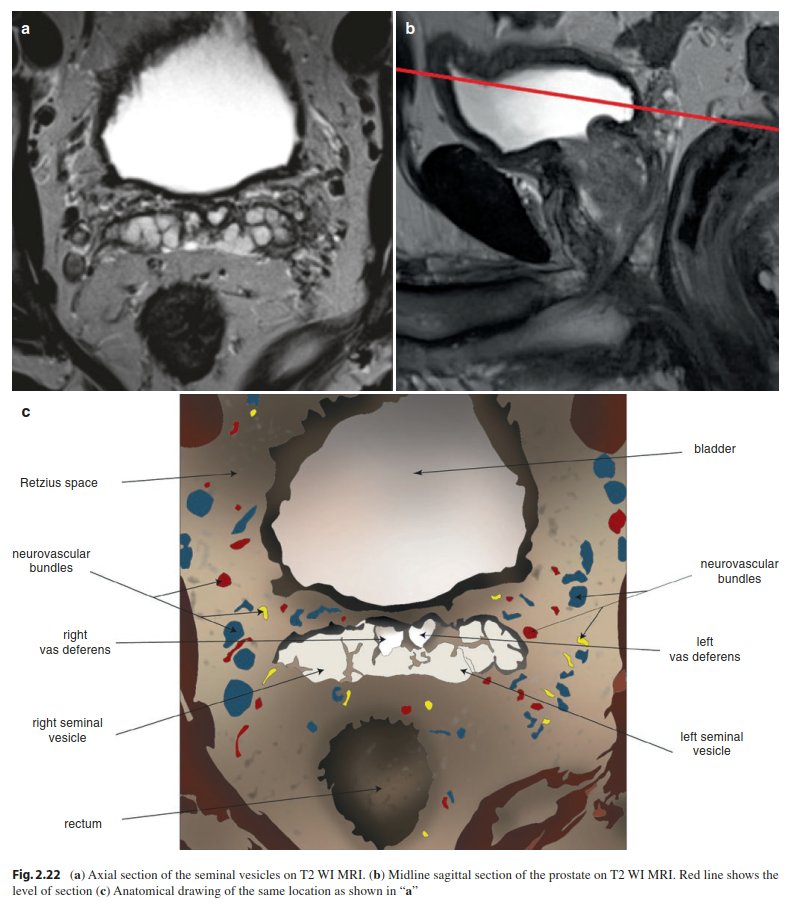 a
b
c
Retzius space
bladder
neurovascular
bundles
neurovascular
bundles
right
vas deferens
left
vas deferens
right seminal
vesicle
left seminal
vesicle
rectum
Fig. 2.22 (a) Axial section of the seminal vesicles on T2 WI MRI. (b) Midline sagittal section of the prostate on T2 WI MRI. Red line shows the
level of section (c) Anatomical drawing of the same location as shown in “a”